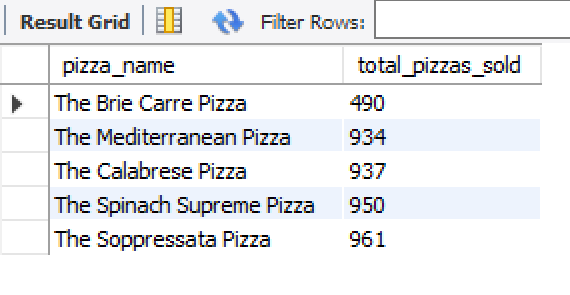 Result Grid Filter Rows:
pizza_name total_pizzas_sold
The Brie Carre Pizza 490
The Mediterranean Pizza 934
The Calabrese Pizza 937
The Spinach Supreme Pizza 950
The Soppressata Pizza 961